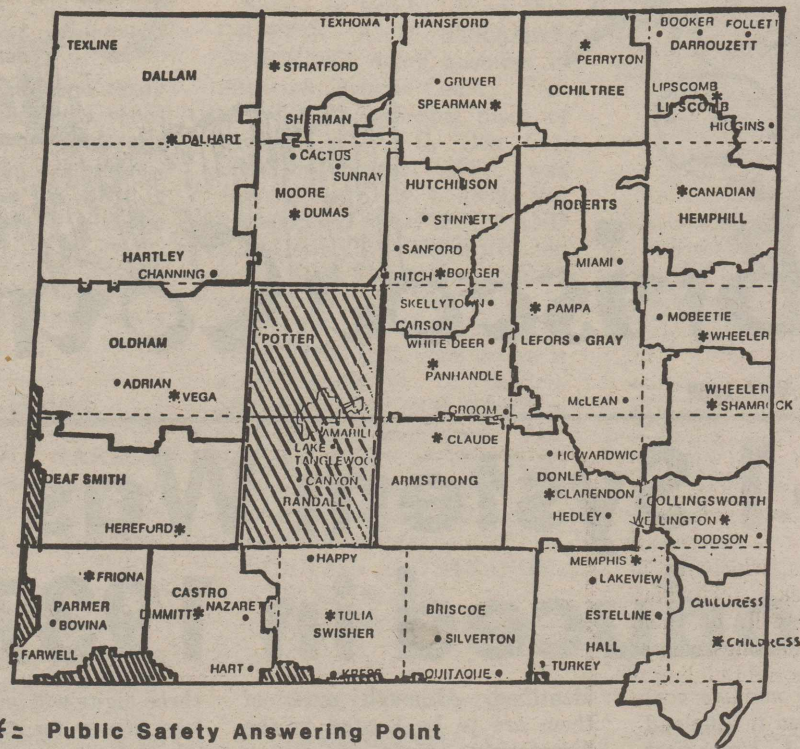 TEXHOMA HANSFORD BOOKER FOLLETT
TEXLINE DARROUZETT
DALLAM STRATFORD PERRYTON
GRUVER OCHILTREE LIPSCOMB
SPEARMAN LIPSCOMB
SHERMAN HIGGINS
DALHART
CACTUS
SUNRAY
MOORE HUTCHINSON CANADIAN
DUMAS STINNETT ROBERTS HEMPHILL
SANFORD
HARTLEY MIAMI
CHANNING FRITCH BORGER
SKELLYTOWN PAMPA MOBEETIE
OLDHAM POTTER CARSON LEFORS GRAY WHEELER
WHITE DEER
ADRIAN PANHANDLE WHEELER
VEGA McLEAN SHAMROCK
GROOM
AMARILLO CLAUDE
LAKE HOWARDWICK
TANGLEWOOD
DEAF SMITH CANYON ARMSTRONG DONLEY
RANDALL CLARENDON COLLINGSWORTH
HEREFORD HEDLEY WELLINGTON
DODSON
HAPPY MEMPHIS
FRIONA LAKEVIEW
CASTRO
PARMER DIMMITT NAZARETH BRISCOE CHILDRESS
BOVINA TULIA ESTELLINE
SWISHER SILVERTON CHILDRESS
FARWELL HALL
HART KRESS QUITAQUE TURKEY
*= Public Safety Answering Point